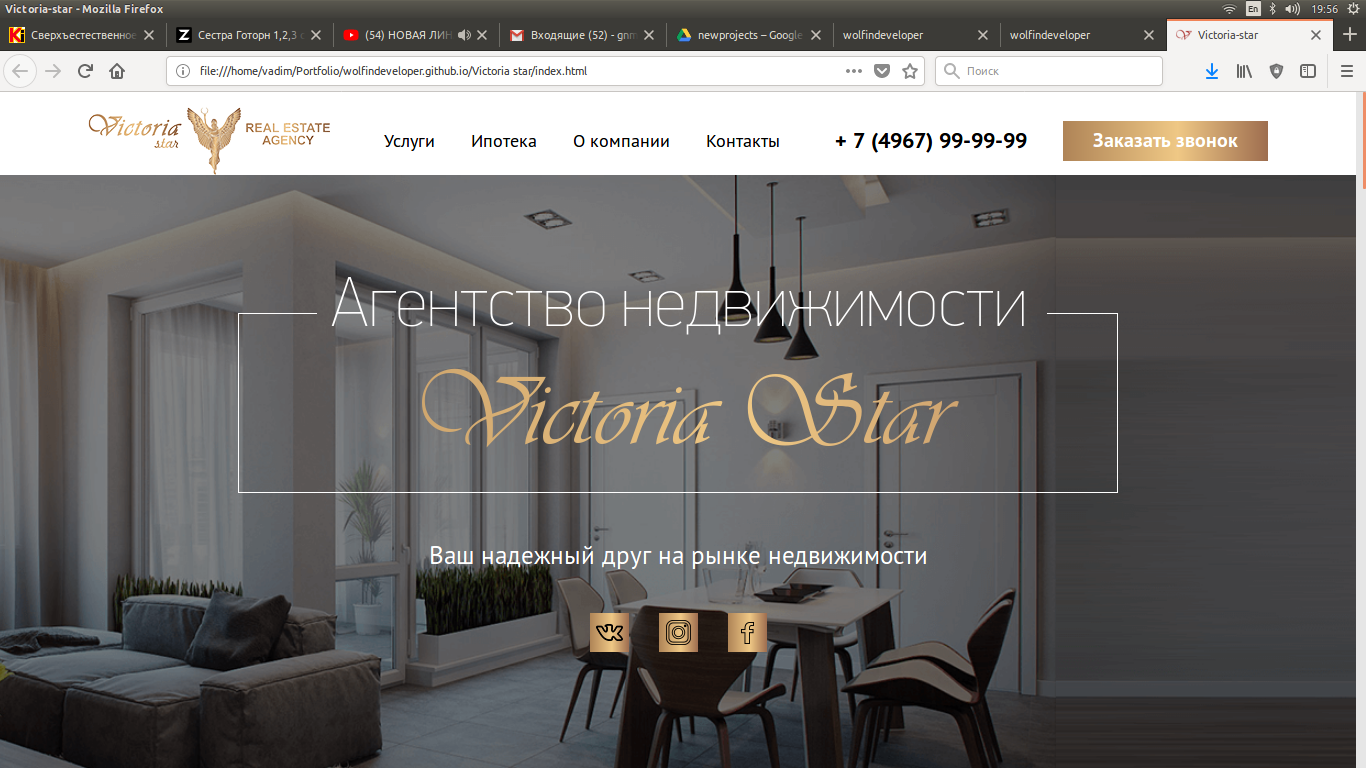 Victoria-star - Mozilla Firefox
En
19:56
Сверхъестественное
Сестра Готорн 1,2,3 с
(54) НОВАЯ ЛИН
Входящие (52) - gnm
newprojects – Google
wolfindeveloper
wolfindeveloper
Victoria-star
file:///home/vadim/Portfolio/wolfindeveloper.github.io/Victoria star/index.html
Поиск
Victoria
star
REAL ESTATE
AGENCY
Услуги
Ипотека
О компании
Контакты
+ 7 (4967) 99-99-99
Заказать звонок
Агентство недвижимости
Victoria Star
Ваш надежный друг на рынке недвижимости